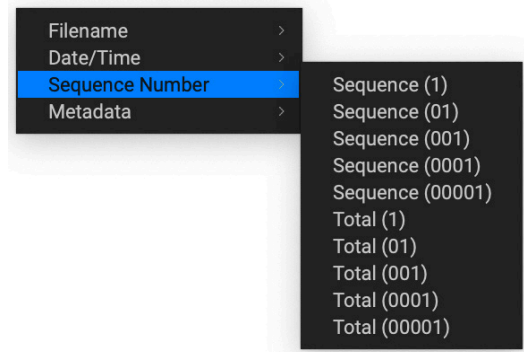 Filename
Date/Time
Sequence Number
Metadata
Sequence (1)
Sequence (01)
Sequence (001)
Sequence (0001)
Sequence (00001)
Total (1)
Total (01)
Total (001)
Total (0001)
Total (00001)